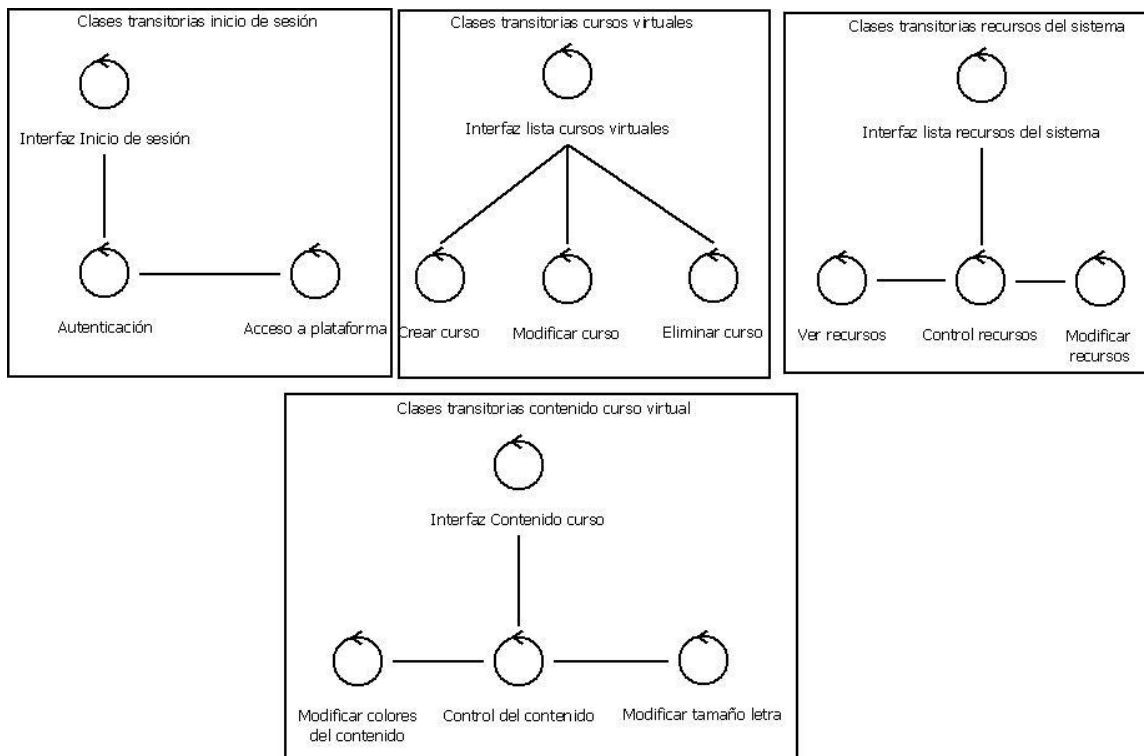 Clases transitorias inicio de sesión
Interfaz Inicio de sesión
Autenticación
Acceso a plataforma
Clases transitorias cursos virtuales
Interfaz lista cursos virtuales
Crear curso
Modificar curso
Eliminar curso
Clases transitorias recursos del sistema
Interfaz lista recursos del sistema
Ver recursos
Control recursos
Modificar
recursos
Clases transitorias contenido curso virtual
Interfaz Contenido curso
Modificar colores
del contenido
Control del contenido
Modificar tamaño letra